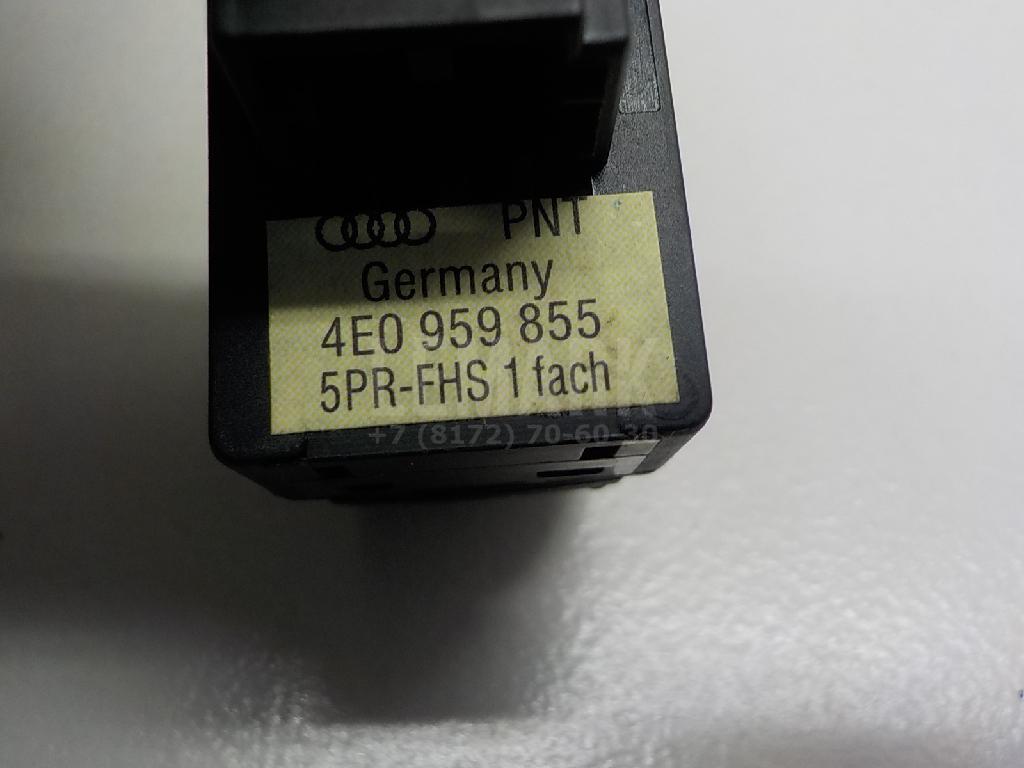 PNT
Germany
4E0 959 855
5PR-FHS 1 fach
+7 (8172) 70-60-30